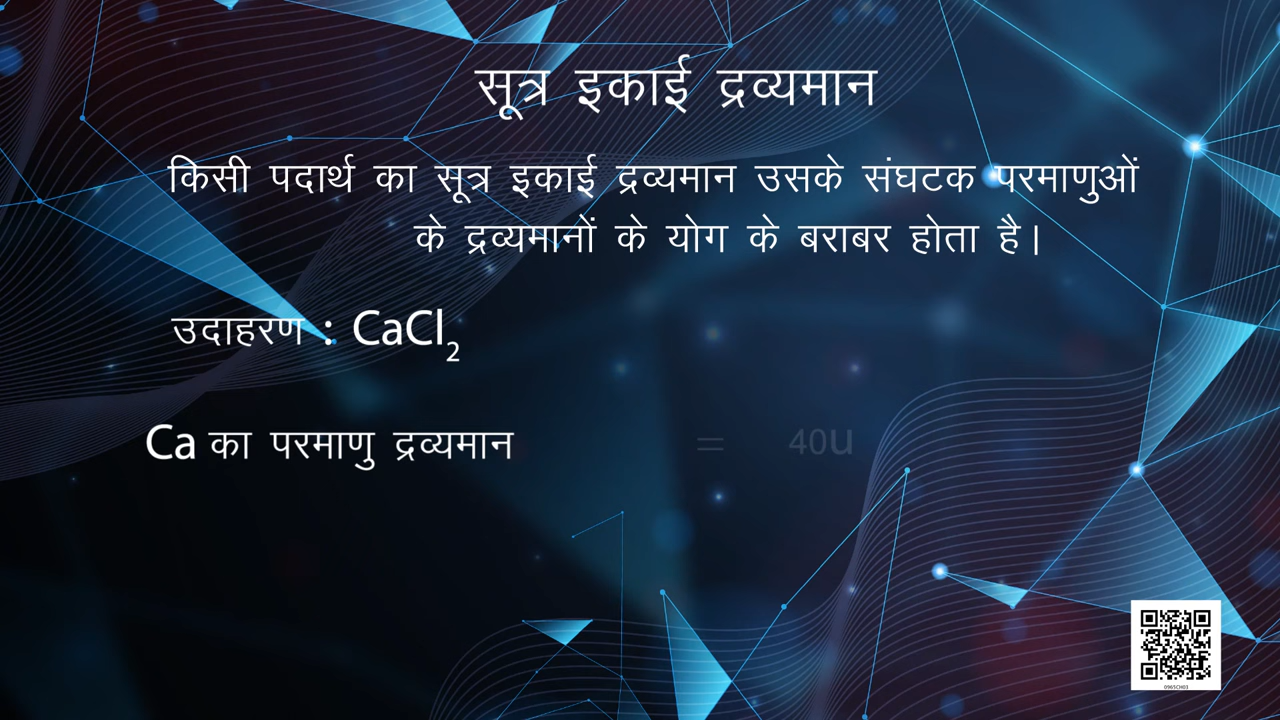 सूत्र इकाई द्रव्यमान
किसी पदार्थ का सूत्र इकाई द्रव्यमान उसके संघटक परमाणुओं
के द्रव्यमानों के योग के बराबर होता है।
उदाहरण : CaCl₂
Ca का परमाणु द्रव्यमान = 40u
0965CH03